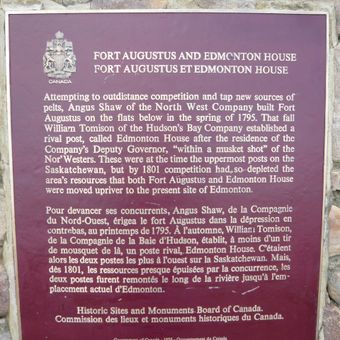 CANADA
FORT AUGUSTUS AND EDMONTON HOUSE
FORT AUGUSTUS ET EDMONTON HOUSE
Attempting to outdistance competition and tap new sources of
pelts, Angus Shaw of the North West Company built Fort
Augustus on the flats below in the spring of 1795. That fall
William Tomison of the Hudson's Bay Company established a
rival post, called Edmonton House after the residence of the
Company's Deputy Governor, "within a musket shot" of the
Nor'Westers. These were at the time the uppermost posts on the
Saskatchewan, but by 1801 competition had so depleted the
area's resources that both Fort Augustus and Edmonton House
were moved upriver to the present site of Edmonton.
Pour devancer ses concurrents, Angus Shaw, de la Compagnie
du Nord-Ouest, érigea le fort Augustus dans la dépression en
contrebas, au printemps de 1795. À l'automne, William Tomison,
de la Compagnie de la Baie d'Hudson, établit, à moins d'un tir
de mousquet de là, un poste rival, Edmonton House. C'étaient
alors les deux postes les plus à l'ouest sur la Saskatchewan. Mais,
dès 1801, les ressources presque épuisées par la concurrence, les
deux postes furent remontés le long de la rivière jusqu'à l'em-
placement actuel d'Edmonton.
Historic Sites and Monuments Board of Canada.
Commission des lieux et monuments historiques du Canada.
Government of Canada - Gouvernement du Canada